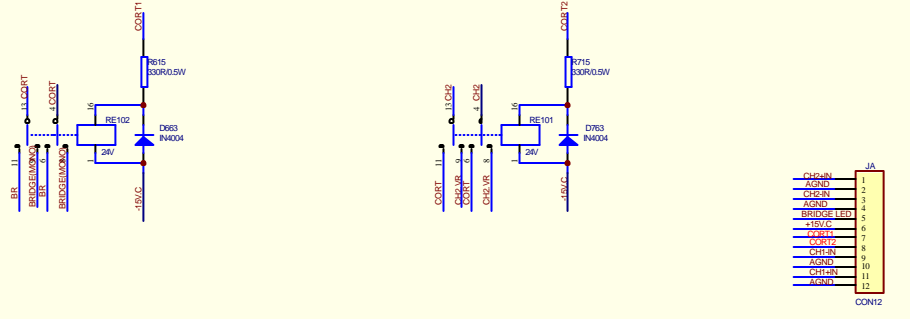 CORT1
R615
330R/0.5W
13 CORT
4 CORT
16
RE102
D663
IN4004
24V
1
11
6
BR
BRIDGE(MONO)
BR
BRIDGE(MONO)
-15V.C
CORT2
R715
330R/0.5W
13 CH2
4 CH2
16
RE101
D763
IN4004
24V
1
11
9
6
8
CORT
CH2.VR
CORT
CH2.VR
-15V.C
JA
CH2+IN 1
AGND 2
CH2-IN 3
AGND 4
BRIDGE LED 5
+15V.C 6
CORT1 7
CORT2 8
CH1-IN 9
AGND 10
CH1+IN 11
AGND 12
CON12